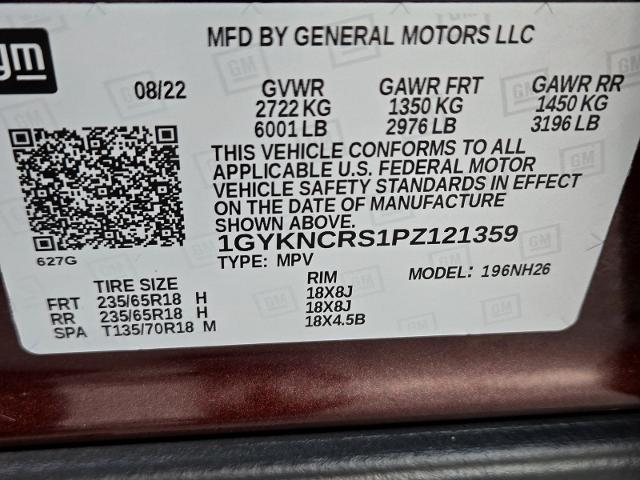 gm
MFD BY GENERAL MOTORS LLC
08/22 GVWR GAWR FRT GAWR RR
2722 KG 1350 KG 1450 KG
6001 LB 2976 LB 3196 LB
THIS VEHICLE CONFORMS TO ALL
APPLICABLE U.S. FEDERAL MOTOR
VEHICLE SAFETY STANDARDS IN EFFECT
ON THE DATE OF MANUFACTURE
SHOWN ABOVE.
1GYKNCRS1PZ121359
627G
TYPE: MPV MODEL: 196NH26
TIRE SIZE RIM
FRT 235/65R18 H 18X8J
RR 235/65R18 H 18X8J
SPA T135/70R18 M 18X4.5B